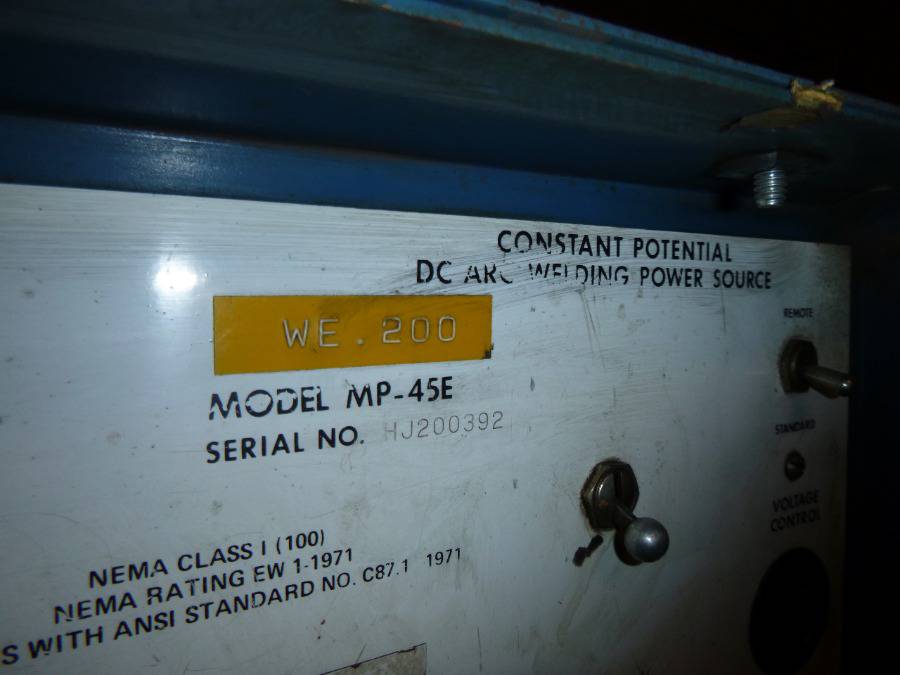 CONSTANT POTENTIAL
DC ARC WELDING POWER SOURCE
WE.200
MODEL MP-45E
SERIAL NO. HJ200392
REMOTE
STANDARD
VOLTAGE
CONTROL
NEMA CLASS I (100)
NEMA RATING EW 1-1971
S WITH ANSI STANDARD NO. C87.1 1971